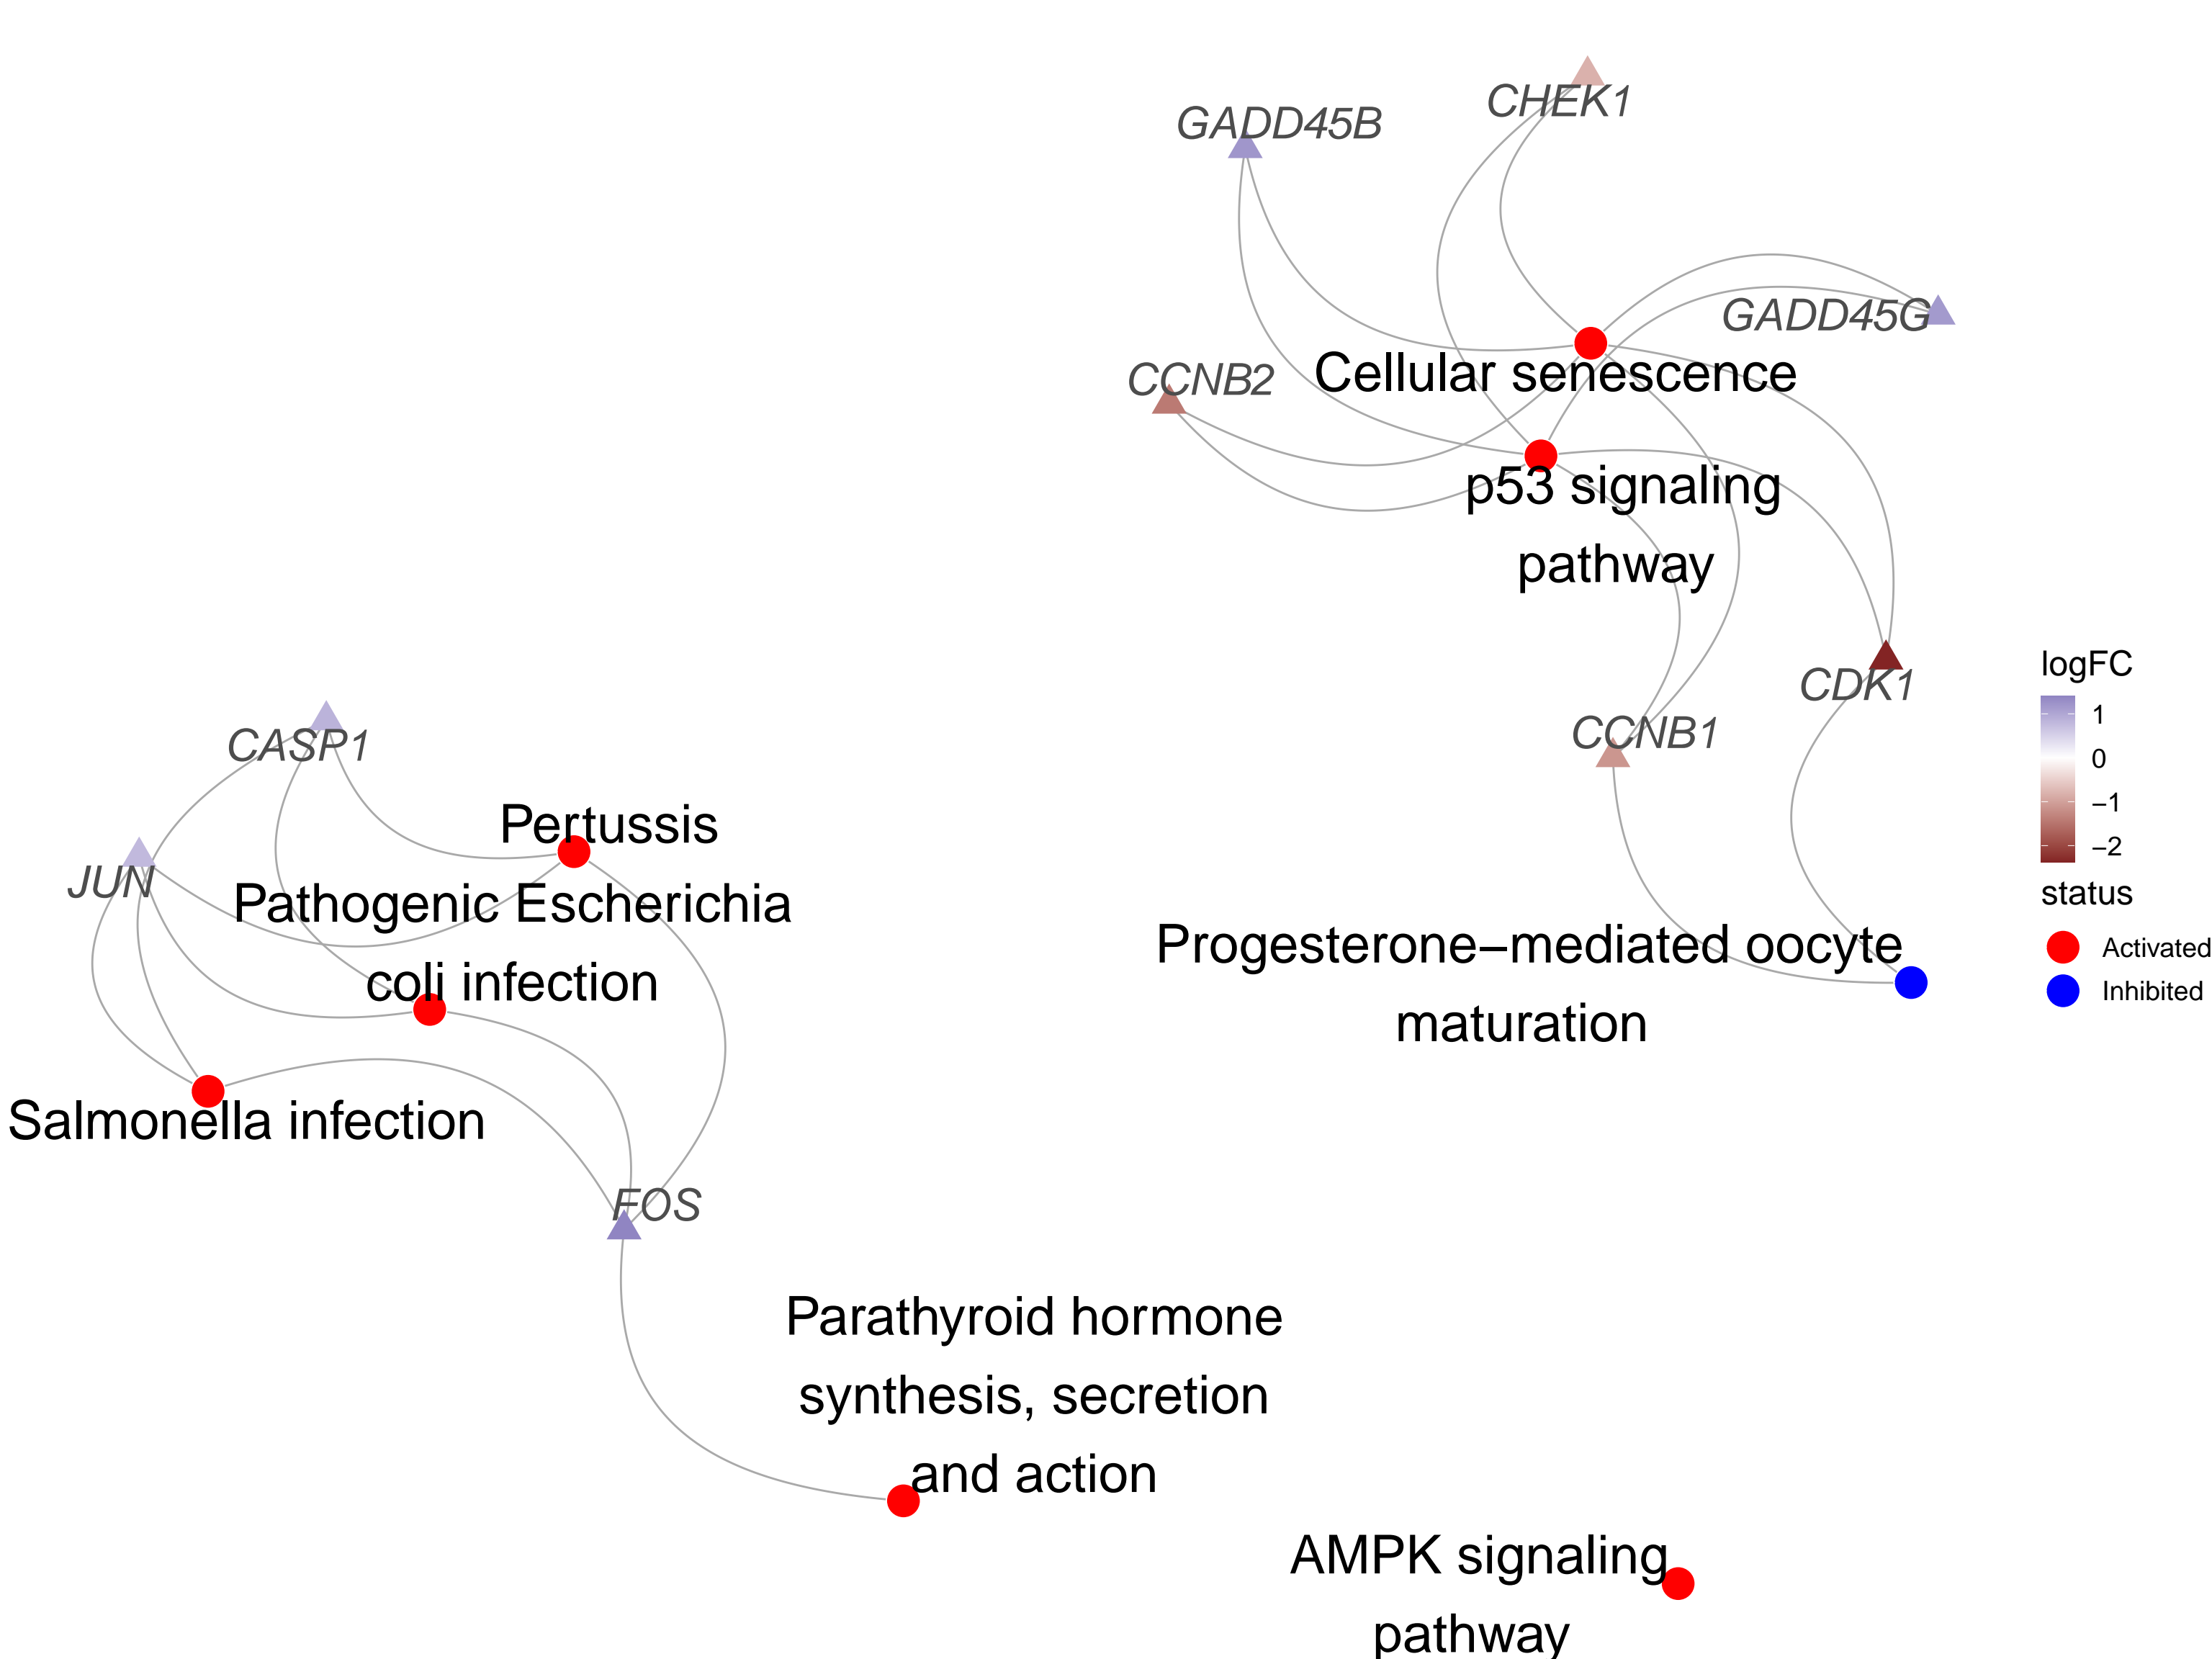 CHEK1
GADD45B
GADD45G
Cellular senescence
CCNB2
p53 signaling
pathway
CDK1
CCNB1
logFC
1
0
−1
−2
status
Activated
Inhibited
CASP1
Pertussis
JUN
Pathogenic Escherichia
coli infection
Progesterone−mediated oocyte
maturation
Salmonella infection
FOS
Parathyroid hormone
synthesis, secretion
and action
AMPK signaling
pathway